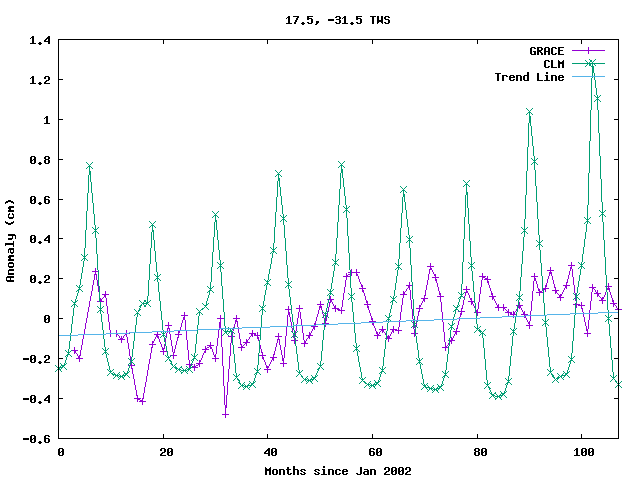 17.5, -31.5 TWS
GRACE
CLM
Trend Line
1.4
1.2
1
0.8
0.6
0.4
0.2
0
-0.2
-0.4
-0.6
Anomaly (cm)
0 20 40 60 80 100
Months since Jan 2002